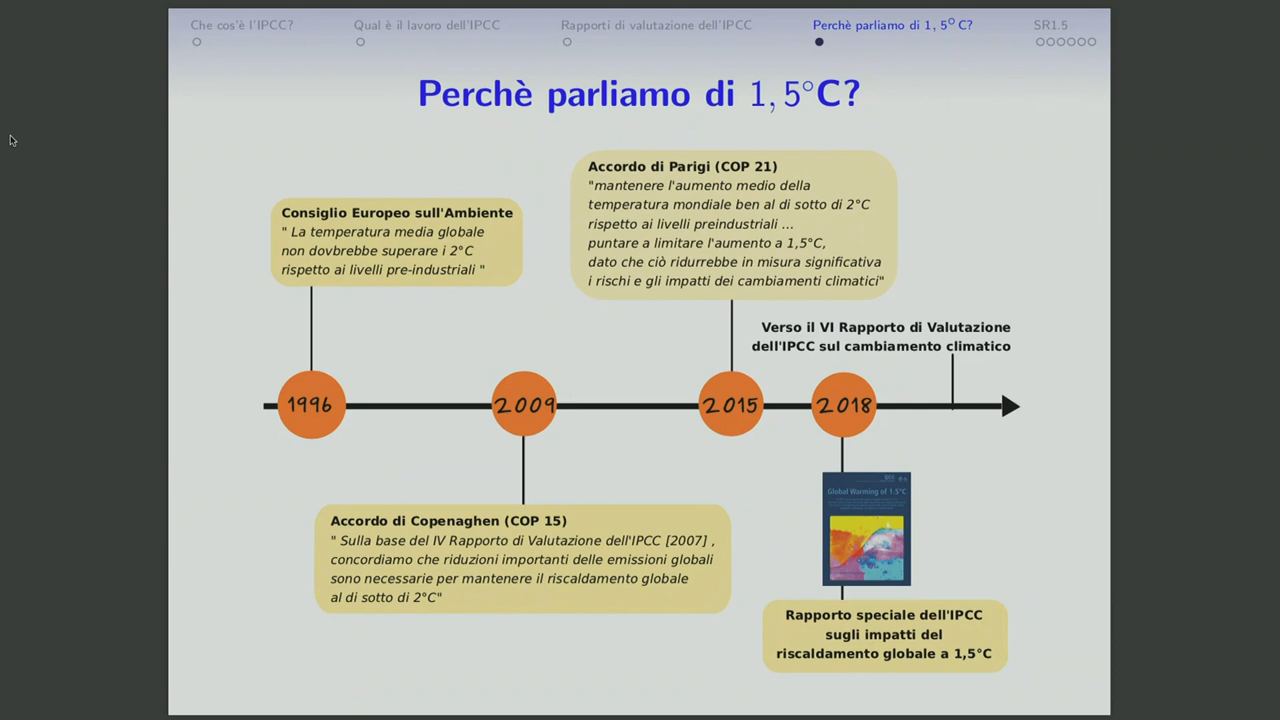 Che cos'è l'IPCC?
Qual è il lavoro dell'IPCC
Rapporti di valutazione dell'IPCC
Perchè parliamo di 1, 5° C?
SR1.5
Perchè parliamo di 1, 5°C?
Accordo di Parigi (COP 21)
"mantenere l'aumento medio della
temperatura mondiale ben al di sotto di 2°C
rispetto ai livelli preindustriali ...
puntare a limitare l'aumento a 1,5°C,
dato che ciò ridurrebbe in misura significativa
i rischi e gli impatti dei cambiamenti climatici"
Consiglio Europeo sull'Ambiente
" La temperatura media globale
non dovbrebbe superare i 2°C
rispetto ai livelli pre-industriali "
Verso il VI Rapporto di Valutazione
dell'IPCC sul cambiamento climatico
1996
2009
2015
2018
Global Warming of 1.5°C
Accordo di Copenaghen (COP 15)
" Sulla base del IV Rapporto di Valutazione dell'IPCC [2007] ,
concordiamo che riduzioni importanti delle emissioni globali
sono necessarie per mantenere il riscaldamento globale
al di sotto di 2°C"
Rapporto speciale dell'IPCC
sugli impatti del
riscaldamento globale a 1,5°C